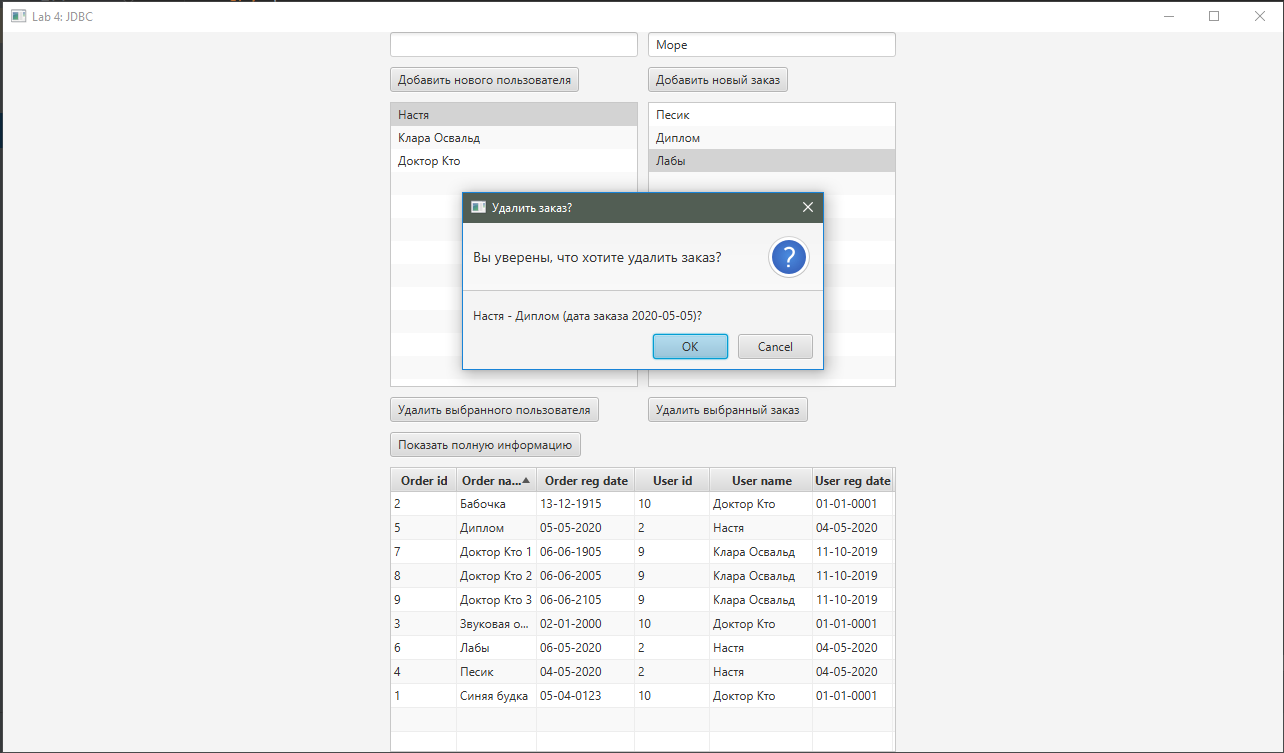 Lab 4: JDBC
Море
Добавить нового пользователя Добавить новый заказ
Настя Песик
Клара Освальд Диплом
Доктор Кто Лабы
Удалить заказ?
Вы уверены, что хотите удалить заказ? ?
Настя - Диплом (дата заказа 2020-05-05)?
OK Cancel
Удалить выбранного пользователя Удалить выбранный заказ
Показать полную информацию
Order id Order na... Order reg date User id User name User reg date
2 Бабочка 13-12-1915 10 Доктор Кто 01-01-0001
5 Диплом 05-05-2020 2 Настя 04-05-2020
7 Доктор Кто 1 06-06-1905 9 Клара Освальд 11-10-2019
8 Доктор Кто 2 06-06-2005 9 Клара Освальд 11-10-2019
9 Доктор Кто 3 06-06-2105 9 Клара Освальд 11-10-2019
3 Звуковая о... 02-01-2000 10 Доктор Кто 01-01-0001
6 Лабы 06-05-2020 2 Настя 04-05-2020
4 Песик 04-05-2020 2 Настя 04-05-2020
1 Синяя будка 05-04-0123 10 Доктор Кто 01-01-0001